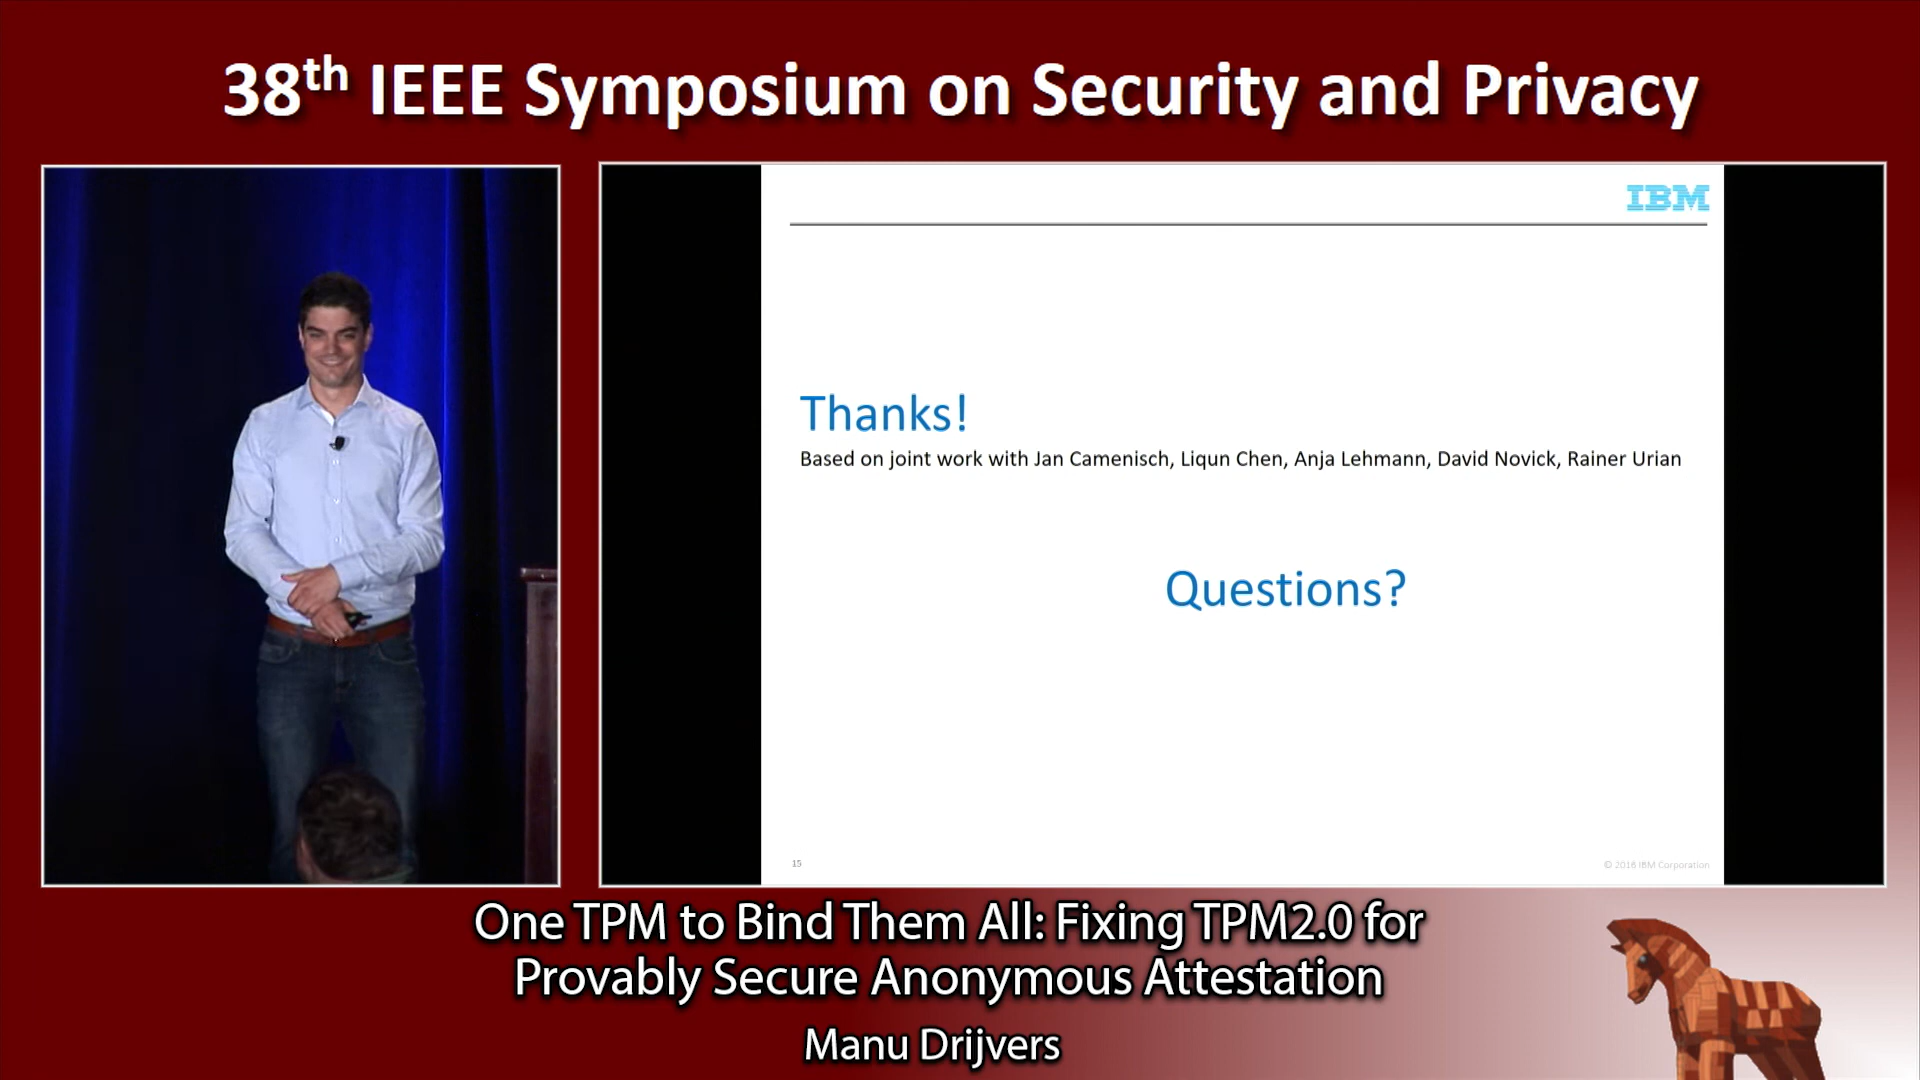 38th IEEE Symposium on Security and Privacy
IBM
Thanks!
Based on joint work with Jan Camenisch, Liqun Chen, Anja Lehmann, David Novick, Rainer Urian
Questions?
15
© 2016 IBM Corporation
One TPM to Bind Them All: Fixing TPM2.0 for
Provably Secure Anonymous Attestation
Manu Drijvers